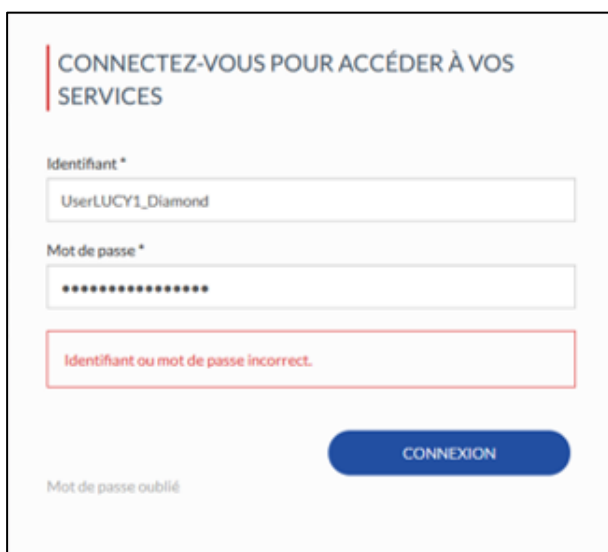 CONNECTEZ-VOUS POUR ACCÉDER À VOS
SERVICES
Identifiant *
UserLUCY1_Diamond
Mot de passe *
••••••••••••••••
Identifiant ou mot de passe incorrect.
CONNEXION
Mot de passe oublié